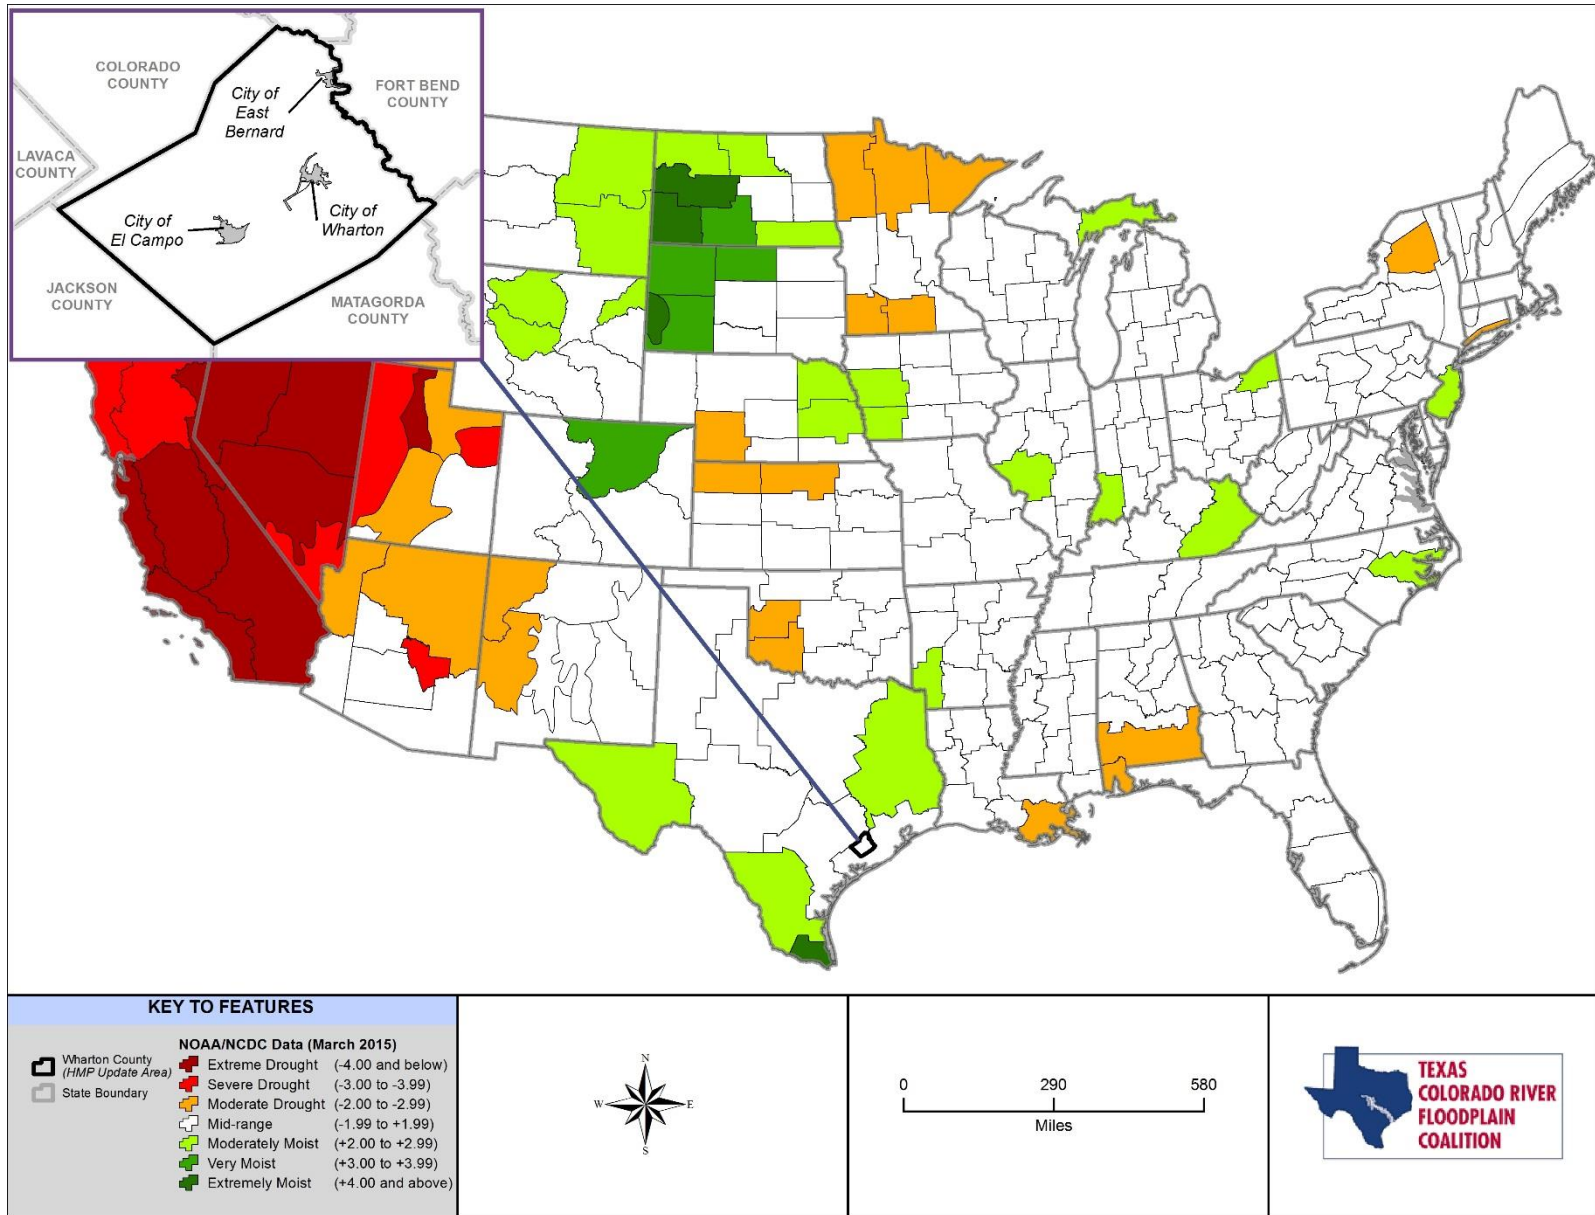 COLORADO
COUNTY
FORT BEND
COUNTY
City of
East
Bernard
LAVACA
COUNTY
City of
El Campo
City of
Wharton
JACKSON
COUNTY
MATAGORDA
COUNTY
KEY TO FEATURES
Wharton County
(HMP Update Area)
State Boundary
NOAA/NCDC Data (March 2015)
Extreme Drought (-4.00 and below)
Severe Drought (-3.00 to -3.99)
Moderate Drought (-2.00 to -2.99)
Mid-range (-1.99 to +1.99)
Moderately Moist (+2.00 to +2.99)
Very Moist (+3.00 to +3.99)
Extremely Moist (+4.00 and above)
N
W E
S
0 290 580
Miles
TEXAS
COLORADO RIVER
FLOODPLAIN
COALITION